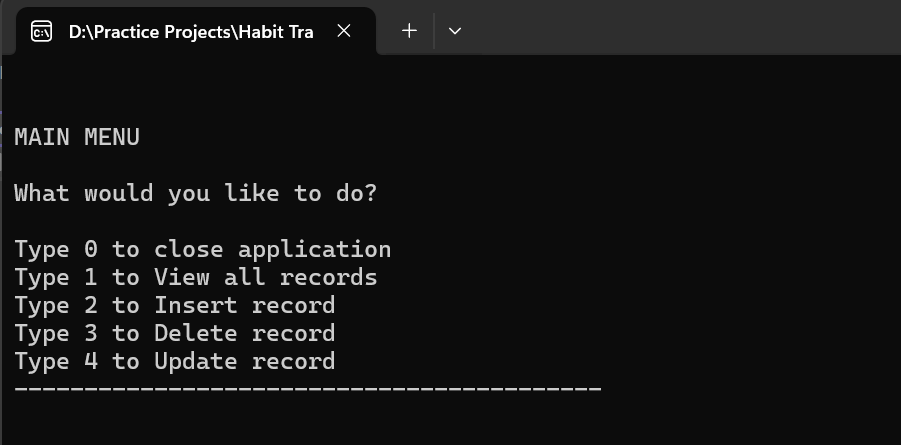 D:\Practice Projects\Habit Tra
MAIN MENU
What would you like to do?
Type 0 to close application
Type 1 to View all records
Type 2 to Insert record
Type 3 to Delete record
Type 4 to Update record
------------------------------------------